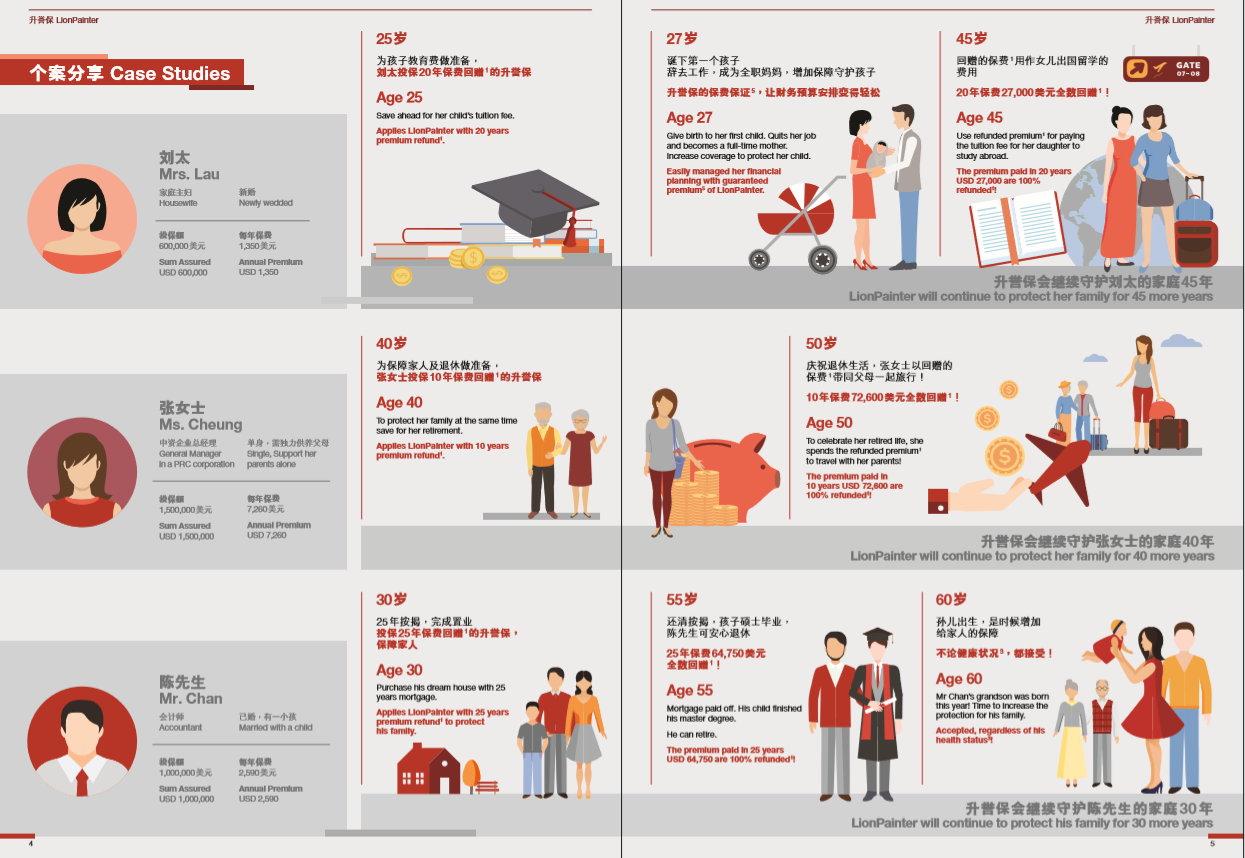 升誉保 LionPainter
升誉保 LionPainter
个案分享 Case Studies
刘太
Mrs. Lau
家庭主妇
Housewife
新婚
Newly wedded
投保额
600,000美元
Sum Assured
USD 600,000
每年保费
1,350美元
Annual Premium
USD 1,350
25岁
为孩子教育费做准备，
刘太投保20年保费回赠¹的升誉保
Age 25
Save ahead for her child's tuition fee.
Applies LionPainter with 20 years
premium refund¹.
27岁
诞下第一个孩子
辞去工作，成为全职妈妈，增加保障守护孩子
升誉保的保费保证⁵，让财务预算安排变得轻松
Age 27
Give birth to her first child. Quits her job
and becomes a full-time mother.
Increase coverage to protect her child.
Easily managed her financial
planning with guaranteed
premium⁵ of LionPainter.
45岁
回赠的保费¹用作女儿出国留学的
费用
20年保费27,000美元全数回赠¹！
Age 45
Use refunded premium¹ for paying
the tuition fee for her daughter to
study abroad.
The premium paid in 20 years
USD 27,000 are 100%
refunded¹!
GATE
07-08
升誉保会继续守护刘太的家庭45年
LionPainter will continue to protect her family for 45 more years
张女士
Ms. Cheung
中资企业总经理
General Manager
in a PRC corporation
单身，需独力供养父母
Single, Support her
parents alone
投保额
1,500,000美元
Sum Assured
USD 1,500,000
每年保费
7,260美元
Annual Premium
USD 7,260
40岁
为保障家人及退休做准备，
张女士投保10年保费回赠¹的升誉保
Age 40
To protect her family at the same time
save for her retirement.
Applies LionPainter with 10 years
premium refund¹.
50岁
庆祝退休生活，张女士以回赠的
保费¹带同父母一起旅行！
10年保费72,600美元全数回赠¹！
Age 50
To celebrate her retired life, she
spends the refunded premium¹
to travel with her parents!
The premium paid in
10 years USD 72,600 are
100% refunded¹!
升誉保会继续守护张女士的家庭40年
LionPainter will continue to protect her family for 40 more years
陈先生
Mr. Chan
会计师
Accountant
已婚，有一小孩
Married with a child
投保额
1,000,000美元
Sum Assured
USD 1,000,000
每年保费
2,590美元
Annual Premium
USD 2,590
30岁
25年按揭，完成置业
投保25年保费回赠¹的升誉保，
保障家人
Age 30
Purchase his dream house with 25
years mortgage.
Applies LionPainter with 25 years
premium refund¹ to protect
his family.
55岁
还清按揭，孩子硕士毕业，
陈先生可安心退休
25年保费64,750美元
全数回赠¹！
Age 55
Mortgage paid off. His child finished
his master degree.
He can retire.
The premium paid in 25 years
USD 64,750 are 100% refunded¹!
60岁
孙儿出生，是时候增加
给家人的保障
不论健康状况³，都接受！
Age 60
Mr Chan's grandson was born
this year! Time to increase the
protection for his family.
Accepted, regardless of his
health status³!
升誉保会继续守护陈先生的家庭30年
LionPainter will continue to protect his family for 30 more years
4
5